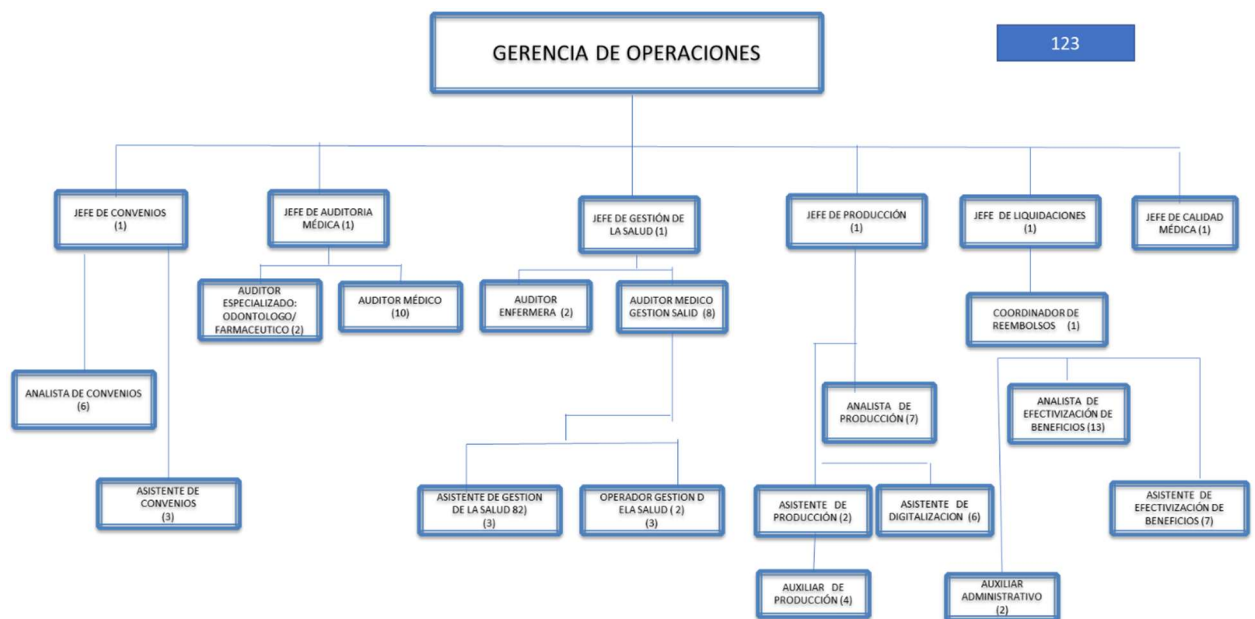 GERENCIA DE OPERACIONES
123
JEFE DE CONVENIOS
(1)
JEFE DE AUDITORIA
MÉDICA (1)
JEFE DE GESTIÓN DE
LA SALUD (1)
JEFE DE PRODUCCIÓN
(1)
JEFE DE LIQUIDACIONES
(1)
JEFE DE CALIDAD
MÉDICA (1)
AUDITOR
ESPECIALIZADO:
ODONTOLOGO/
FARMACEUTICO (2)
AUDITOR MÉDICO
(10)
AUDITOR
ENFERMERA (2)
AUDITOR MEDICO
GESTION SALID (8)
COORDINADOR DE
REEMBOLSOS (1)
ANALISTA DE CONVENIOS
(6)
ANALISTA DE
PRODUCCIÓN (7)
ANALISTA DE
EFECTIVIZACIÓN DE
BENEFICIOS (13)
ASISTENTE DE
CONVENIOS
(3)
ASISTENTE DE GESTION
DE LA SALUD 82)
(3)
OPERADOR GESTION D
ELA SALUD ( 2)
(3)
ASISTENTE DE
PRODUCCIÓN (2)
ASISTENTE DE
DIGITALIZACION (6)
ASISTENTE DE
EFECTIVIZACIÓN DE
BENEFICIOS (7)
AUXILIAR DE
PRODUCCIÓN (4)
AUXILIAR
ADMINISTRATIVO
(2)